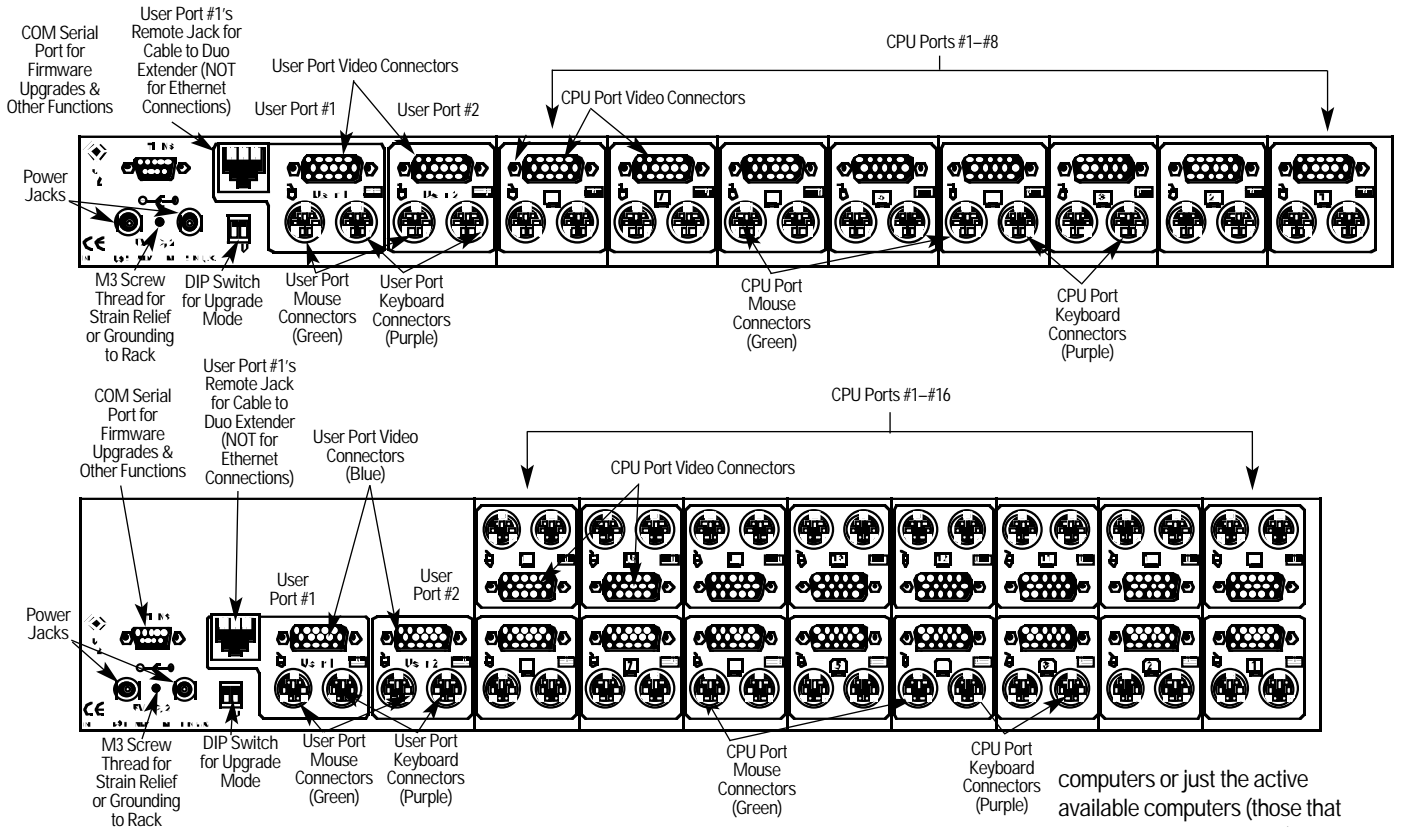 COM Serial
Port for
Firmware
Upgrades &
Other Functions
User Port #1's
Remote Jack for
Cable to Duo
Extender (NOT
for Ethernet
Connections)
User Port Video Connectors
User Port #1
User Port #2
CPU Port Video Connectors
CPU Ports #1–#8
Power
Jacks
CE
M3 Screw
Thread for
Strain Relief
or Grounding
to Rack
DIP Switch
for Upgrade
Mode
User Port
Mouse
Connectors
(Green)
User Port
Keyboard
Connectors
(Purple)
CPU Port
Mouse
Connectors
(Green)
CPU Port
Keyboard
Connectors
(Purple)
COM Serial
Port for
Firmware
Upgrades &
Other Functions
User Port #1's
Remote Jack
for Cable to
Duo Extender
(NOT for
Ethernet
Connections)
User Port Video
Connectors
(Blue)
CPU Port Video Connectors
CPU Ports #1–#16
User
Port #1
User
Port #2
Power
Jacks
CE
M3 Screw
Thread for
Strain Relief
or Grounding
to Rack
DIP Switch
for Upgrade
Mode
User Port
Mouse
Connectors
(Green)
User Port
Keyboard
Connectors
(Purple)
CPU Port
Mouse
Connectors
(Green)
CPU Port
Keyboard
Connectors
(Purple)
computers or just the active
available computers (those that